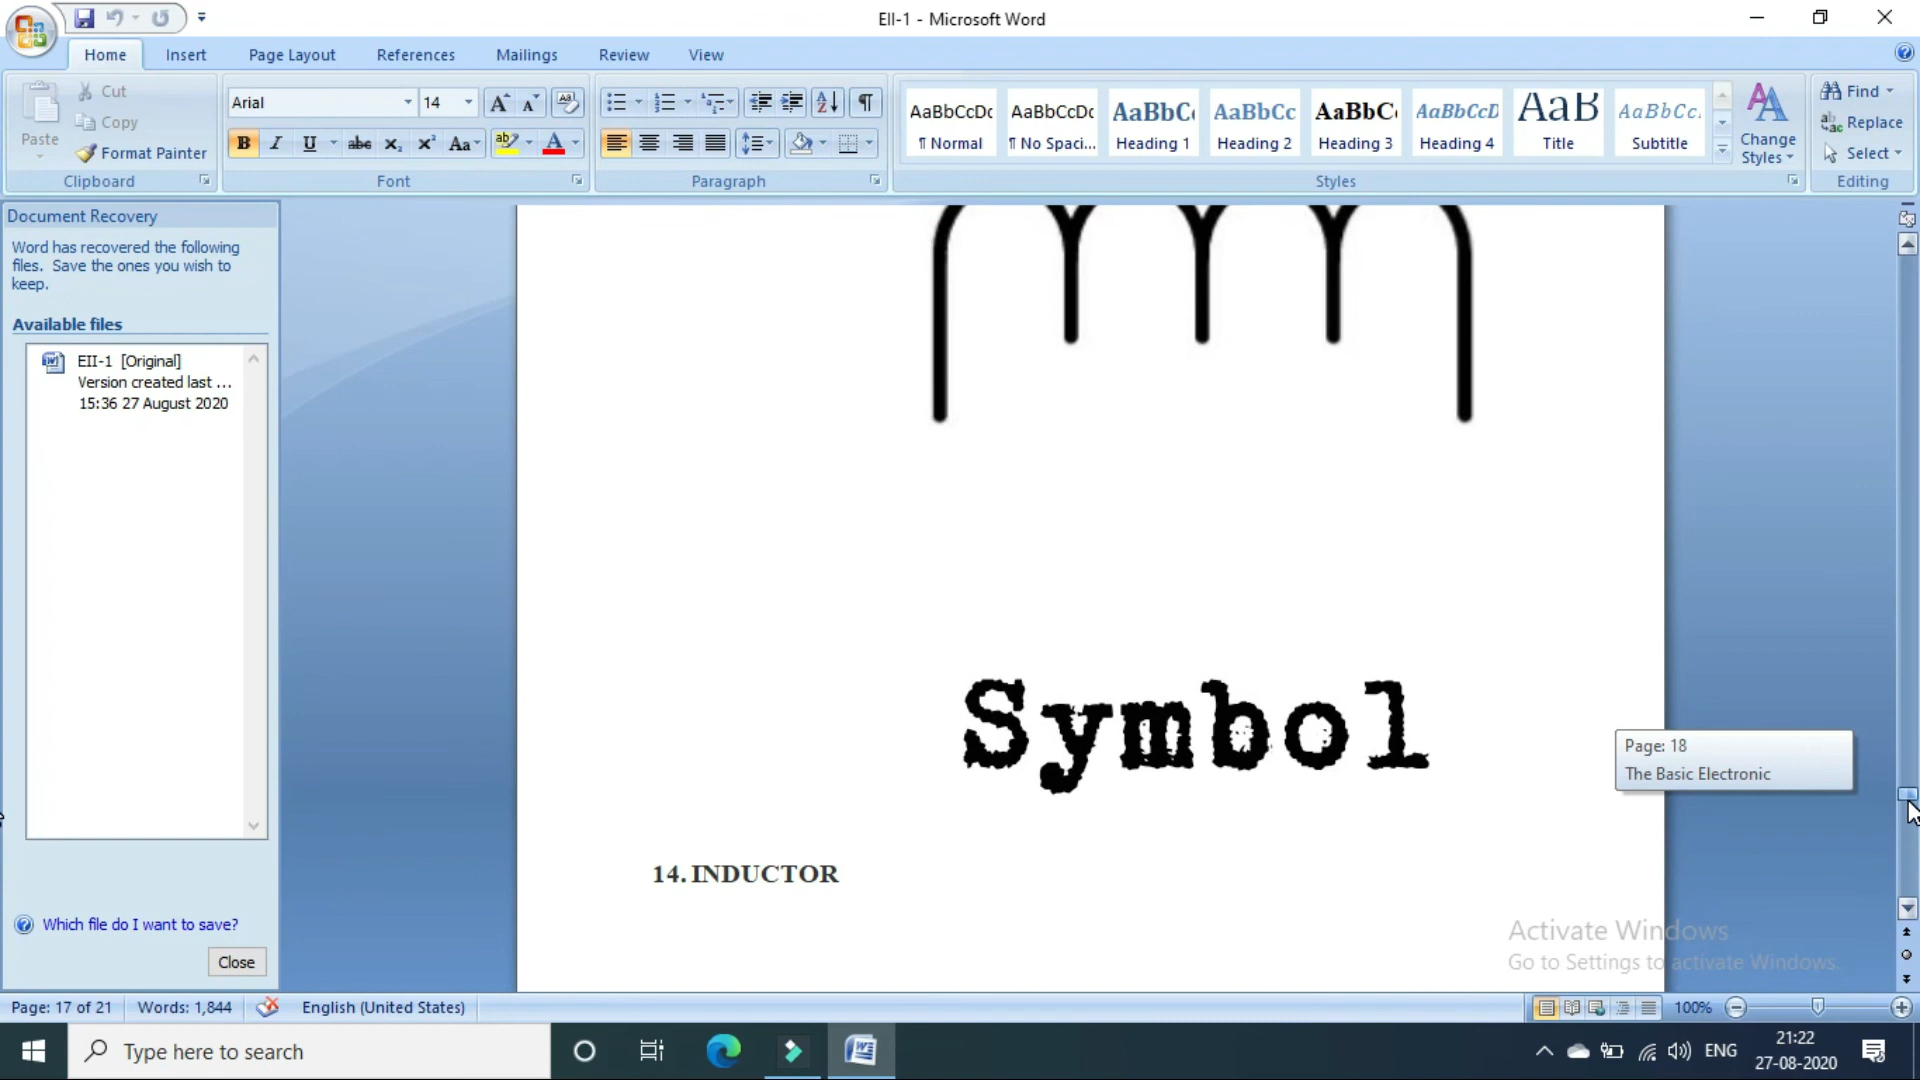 EII-1 - Microsoft Word
Home Insert Page Layout References Mailings Review View
Paste
Cut
Copy
Format Painter
Clipboard
Arial 14
Font
Paragraph
AaBbCcDc AaBbCcDc AaBbC AaBbCc AaBbC AaBbCcD AaB AaBbCc
¶ Normal ¶ No Spaci... Heading 1 Heading 2 Heading 3 Heading 4 Title Subtitle
Change
Styles
Styles
Find
Replace
Select
Editing
Document Recovery
Word has recovered the following
files. Save the ones you wish to
keep.
Available files
EII-1 [Original]
Version created last ...
15:36 27 August 2020
Which file do I want to save?
Close
Symbol
Page: 18
The Basic Electronic
14. INDUCTOR
Activate Windows
Go to Settings to activate Windows.
Page: 17 of 21 Words: 1,844 English (United States) 100%
Type here to search
ENG
21:22
27-08-2020